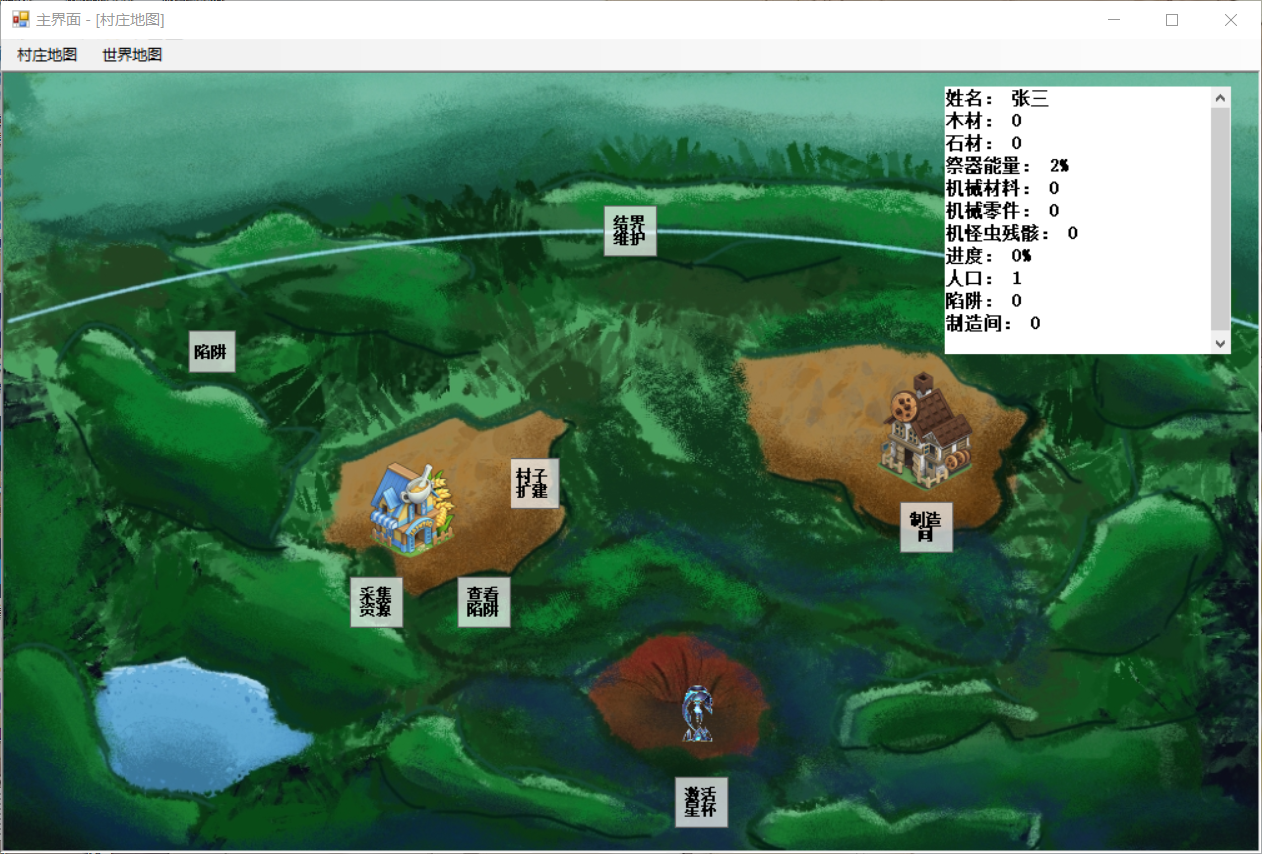 主界面 - [村庄地图]
村庄地图 世界地图
姓名： 张三
木材： 0
石材： 0
祭器能量： 2%
机械材料： 0
机械零件： 0
机怪虫残骸： 0
进度： 0%
人口： 1
陷阱： 0
制造间： 0
结界
维护
陷阱
村子
扩建
制造
间
采集
资源
查看
陷阱
激活
星杯